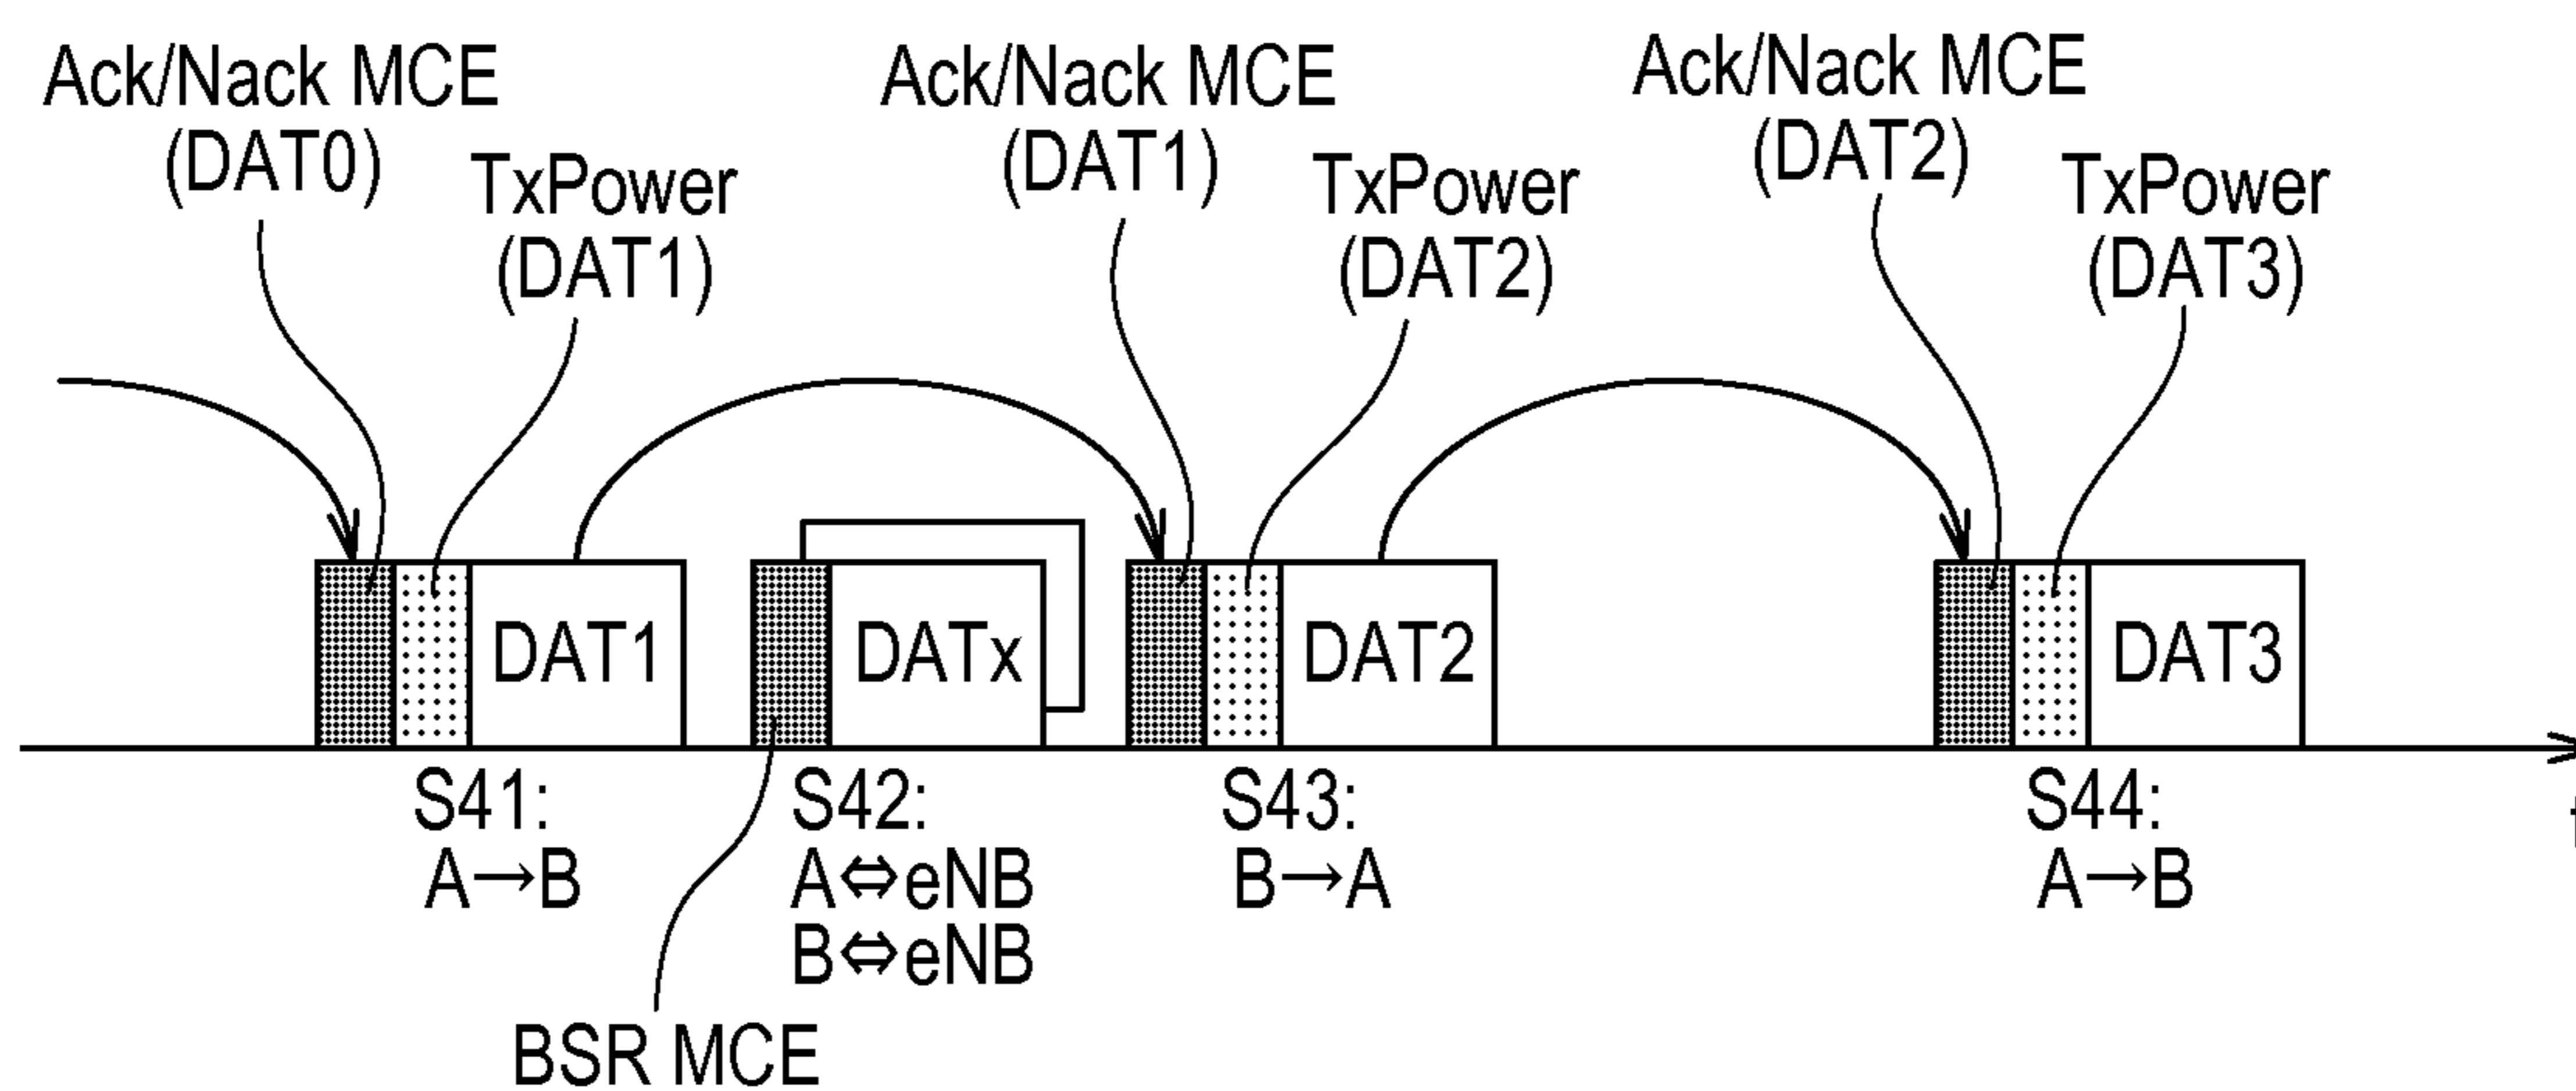 Ack/Nack MCE
(DAT0)
TxPower
(DAT1)
Ack/Nack MCE
(DAT1)
TxPower
(DAT2)
Ack/Nack MCE
(DAT2)
TxPower
(DAT3)
DAT1
DATx
DAT2
DAT3
S41:
A→B
S42:
A⇔eNB
B⇔eNB
S43:
B→A
S44:
A→B
BSR MCE